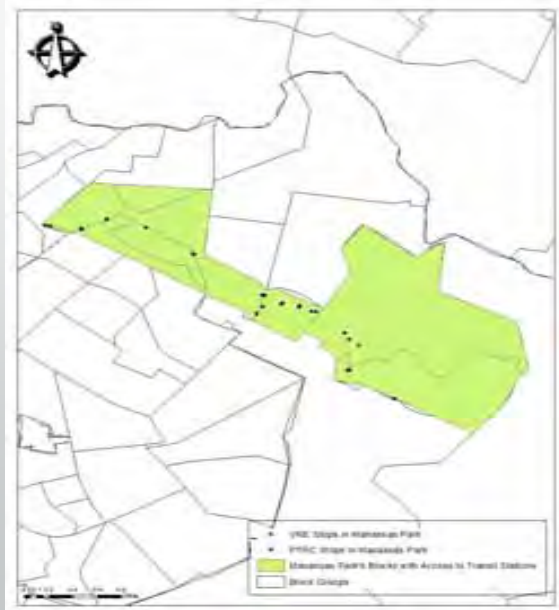 VRE Stops in Manassas Park
PTRC Stops in Manassas Park
Manassas Park's Blocks with Access to Transit Stations
Block Groups